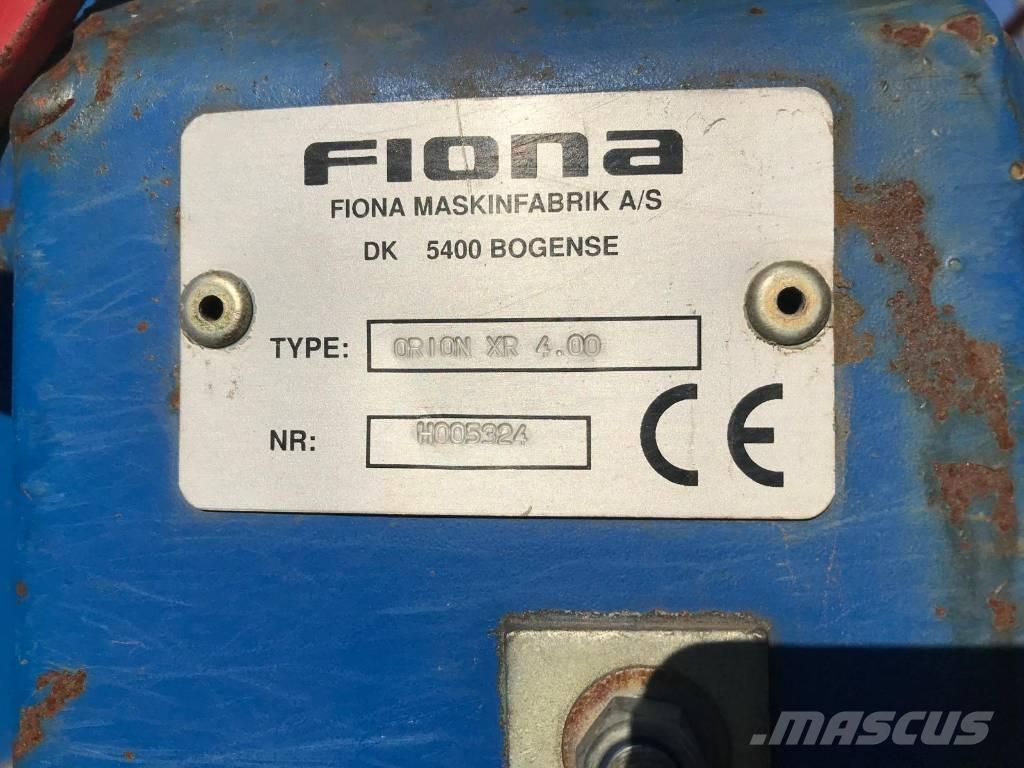 FIONA
FIONA MASKINFABRIK A/S
DK 5400 BOGENSE
TYPE: ORION XR 4.00
NR: H005324
CE
MASCUS